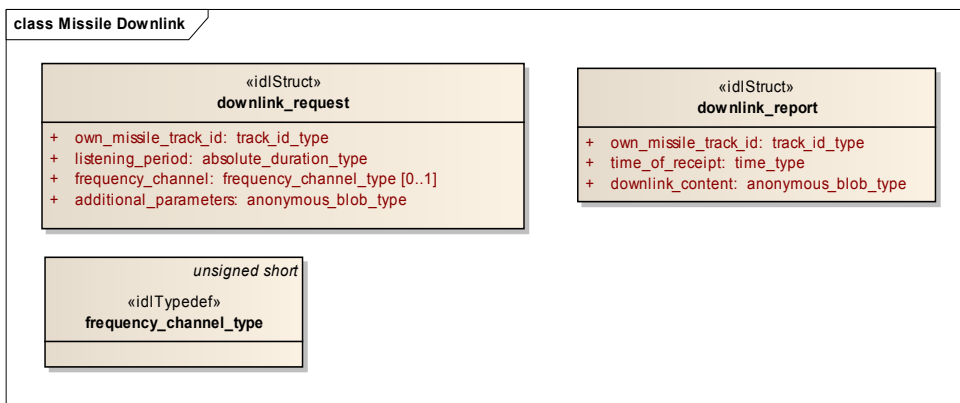 class Missile Downlink
«idlStruct»
downlink_request
+ own_missile_track_id: track_id_type
+ listening_period: absolute_duration_type
+ frequency_channel: frequency_channel_type [0..1]
+ additional_parameters: anonymous_blob_type
«idlStruct»
downlink_report
+ own_missile_track_id: track_id_type
+ time_of_receipt: time_type
+ downlink_content: anonymous_blob_type
unsigned short
«idlTypedef»
frequency_channel_type